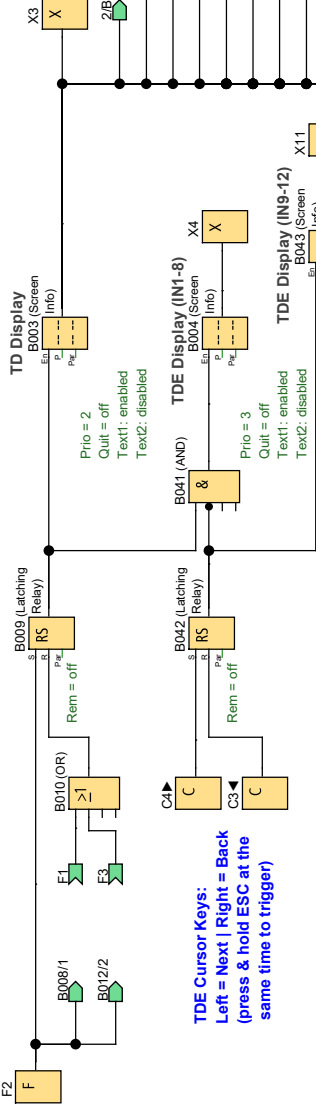 X3
X
2/B
TD Display
B003 (Screen
Info)
En
P
Par
Prio = 2
Quit = off
Text1: enabled
Text2: disabled
X4
X
TDE Display (IN1-8)
B004 (Screen
Info)
En
P
Par
Prio = 3
Quit = off
Text1: enabled
Text2: disabled
X11
TDE Display (IN9-12)
B043 (Screen
Info)
En
B041 (AND)
&
B009 (Latching
Relay)
S
R
Par
RS
Rem = off
B042 (Latching
Relay)
S
R
Par
RS
Rem = off
B010 (OR)
>1
F1
F3
C4►
C
C3◄
C
TDE Cursor Keys:
Left = Next | Right = Back
(press & hold ESC at the
same time to trigger)
B008/1
B012/2
F2
F